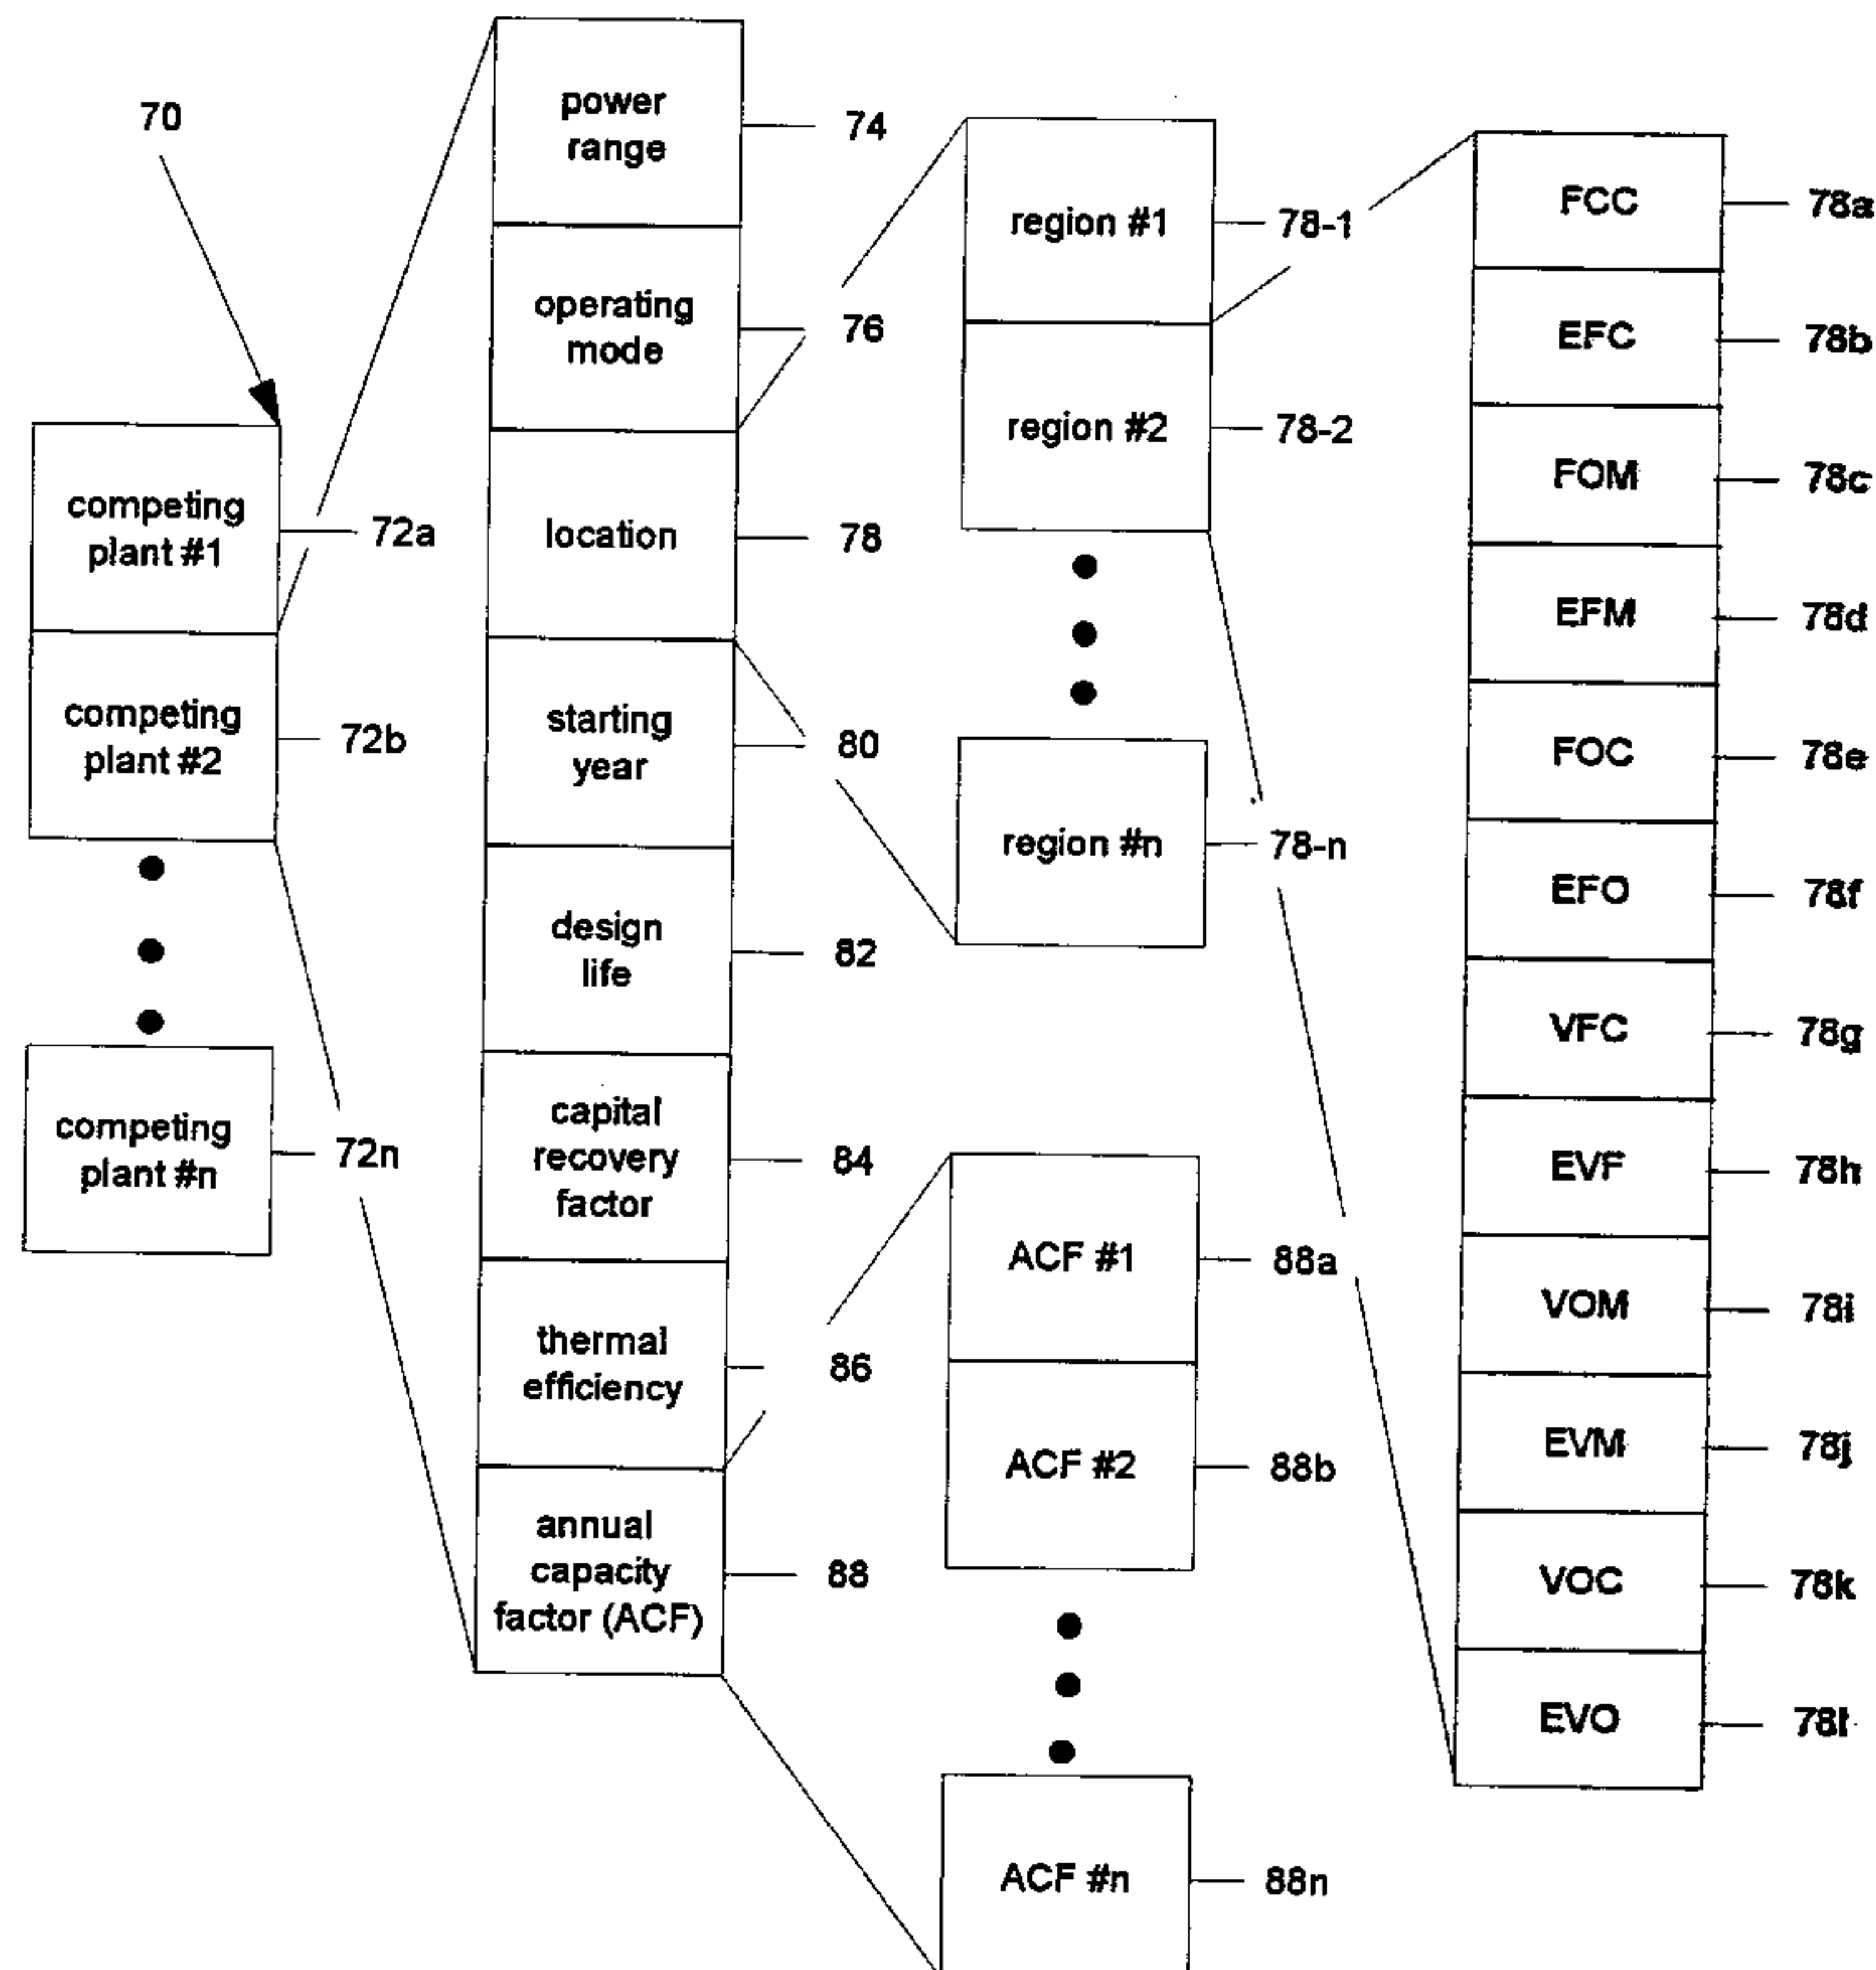 70
competing
plant #1
72a
competing
plant #2
72b
competing
plant #n
72n
power
range
74
operating
mode
76
location
78
starting
year
80
design
life
82
capital
recovery
factor
84
thermal
efficiency
86
annual
capacity
factor (ACF)
88
region #1
78-1
region #2
78-2
region #n
78-n
ACF #1
88a
ACF #2
88b
ACF #n
88n
FCC
78a
EFC
78b
FOM
78c
EFM
78d
FOC
78e
EFO
78f
VFC
78g
EVF
78h
VOM
78i
EVM
78j
VOC
78k
EVO
78l